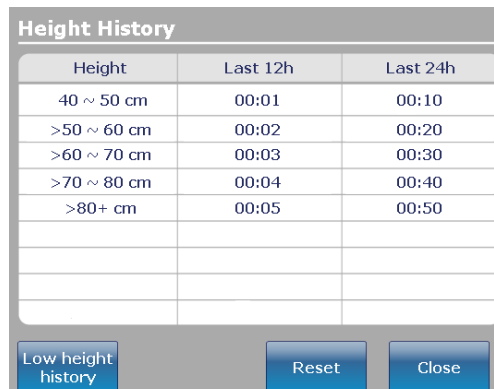 Height History
Height Last 12h Last 24h
40 ~ 50 cm 00:01 00:10
>50 ~ 60 cm 00:02 00:20
>60 ~ 70 cm 00:03 00:30
>70 ~ 80 cm 00:04 00:40
>80+ cm 00:05 00:50
Low height
history
Reset
Close